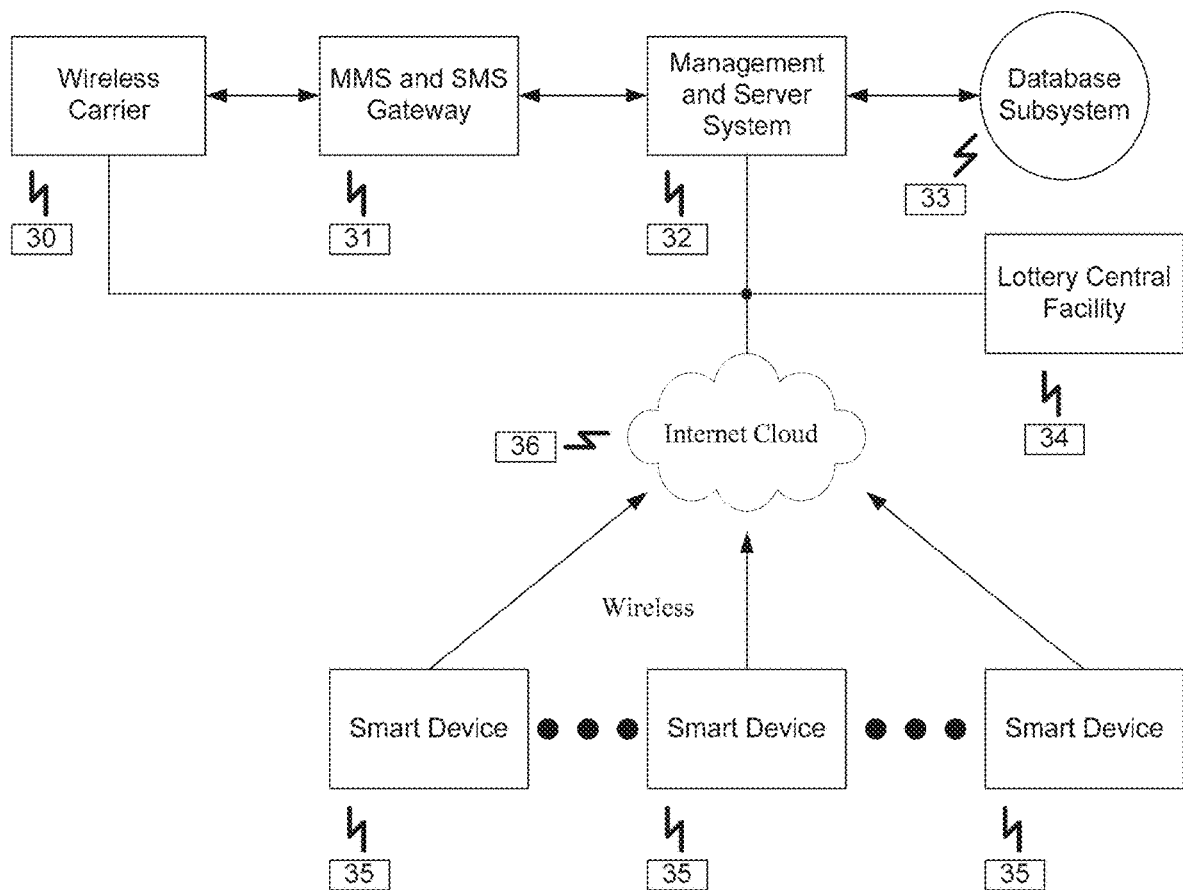 Wireless
Carrier
MMS and SMS
Gateway
Management
and Server
System
Database
Subsystem
30
31
32
33
Lottery Central
Facility
34
36
Internet Cloud
Wireless
Smart Device
Smart Device
Smart Device
35
35
35